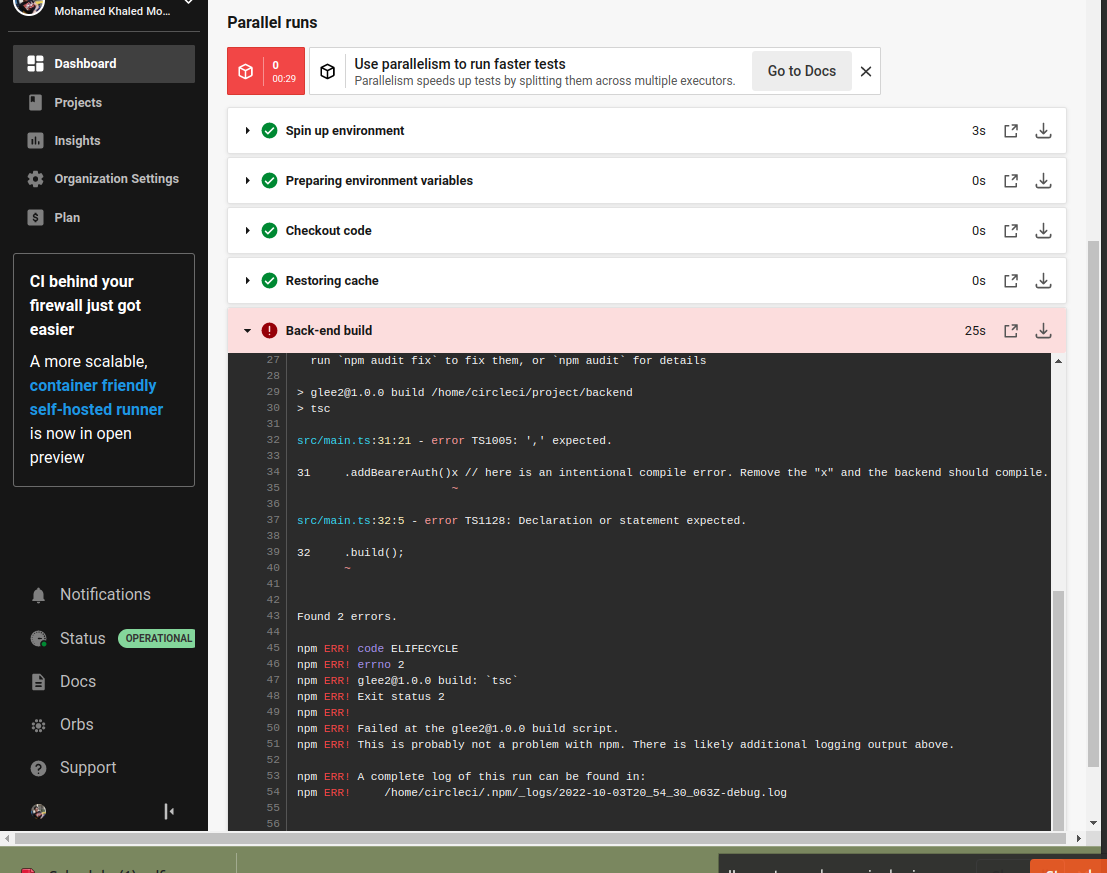 Mohamed Khaled Mo...
Dashboard
Projects
Insights
Organization Settings
Plan
CI behind your
firewall just got
easier
A more scalable,
container friendly
self-hosted runner
is now in open
preview
Notifications
Status OPERATIONAL
Docs
Orbs
Support
Parallel runs
0
00:29
Use parallelism to run faster tests
Parallelism speeds up tests by splitting them across multiple executors.
Go to Docs
Spin up environment 3s
Preparing environment variables 0s
Checkout code 0s
Restoring cache 0s
Back-end build 25s
27 run `npm audit fix` to fix them, or `npm audit` for details
28
29 > glee2@1.0.0 build /home/circleci/project/backend
30 > tsc
31
32 src/main.ts:31:21 - error TS1005: ',' expected.
33
34 31 .addBearerAuth()x // here is an intentional compile error. Remove the "x" and the backend should compile.
35 ~
36
37 src/main.ts:32:5 - error TS1128: Declaration or statement expected.
38
39 32 .build();
40 ~
41
42
43 Found 2 errors.
44
45 npm ERR! code ELIFECYCLE
46 npm ERR! errno 2
47 npm ERR! glee2@1.0.0 build: `tsc`
48 npm ERR! Exit status 2
49 npm ERR!
50 npm ERR! Failed at the glee2@1.0.0 build script.
51 npm ERR! This is probably not a problem with npm. There is likely additional logging output above.
52
53 npm ERR! A complete log of this run can be found in:
54 npm ERR! /home/circleci/.npm/_logs/2022-10-03T20_54_30_063Z-debug.log
55
56